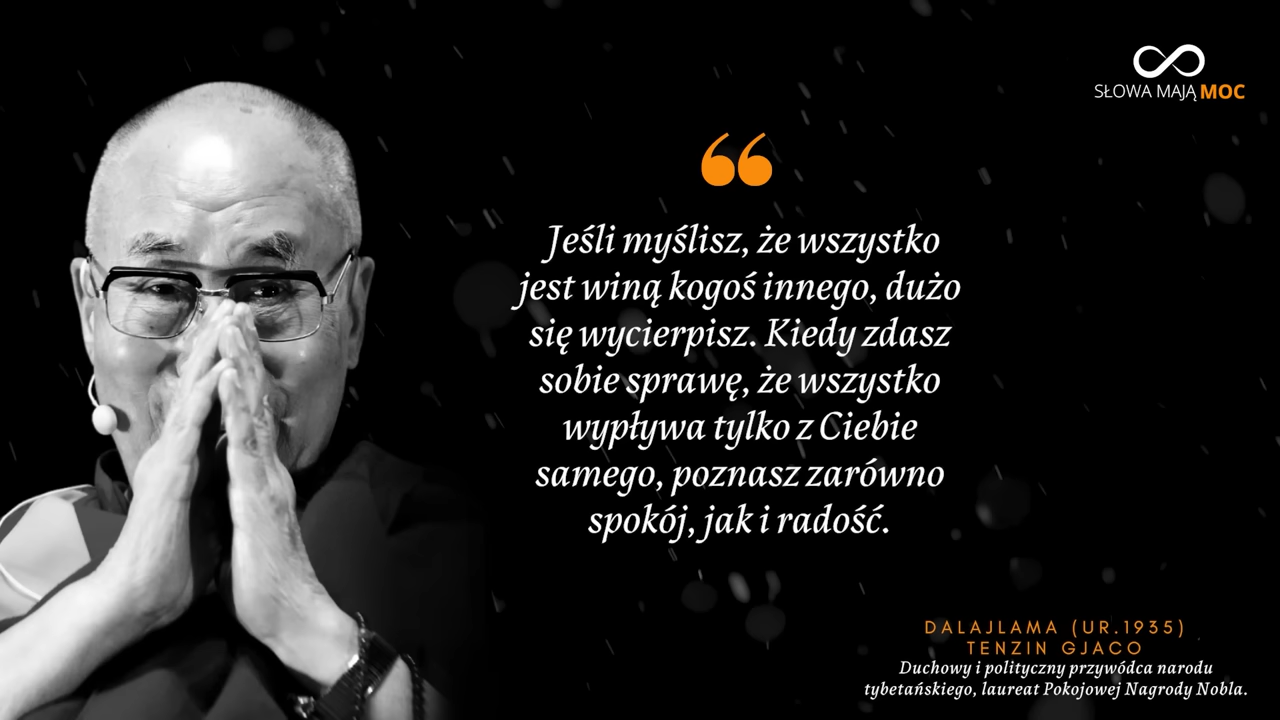 SŁOWA MAJĄ MOC
Jeśli myślisz, że wszystko
jest winą kogoś innego, dużo
się wycierpisz. Kiedy zdasz
sobie sprawę, że wszystko
wypływa tylko z Ciebie
samego, poznasz zarówno
spokój, jak i radość.
DALAJLAMA (UR.1935)
TENZIN GJACO
Duchowy i polityczny przywódca narodu
tybetańskiego, laureat Pokojowej Nagrody Nobla.